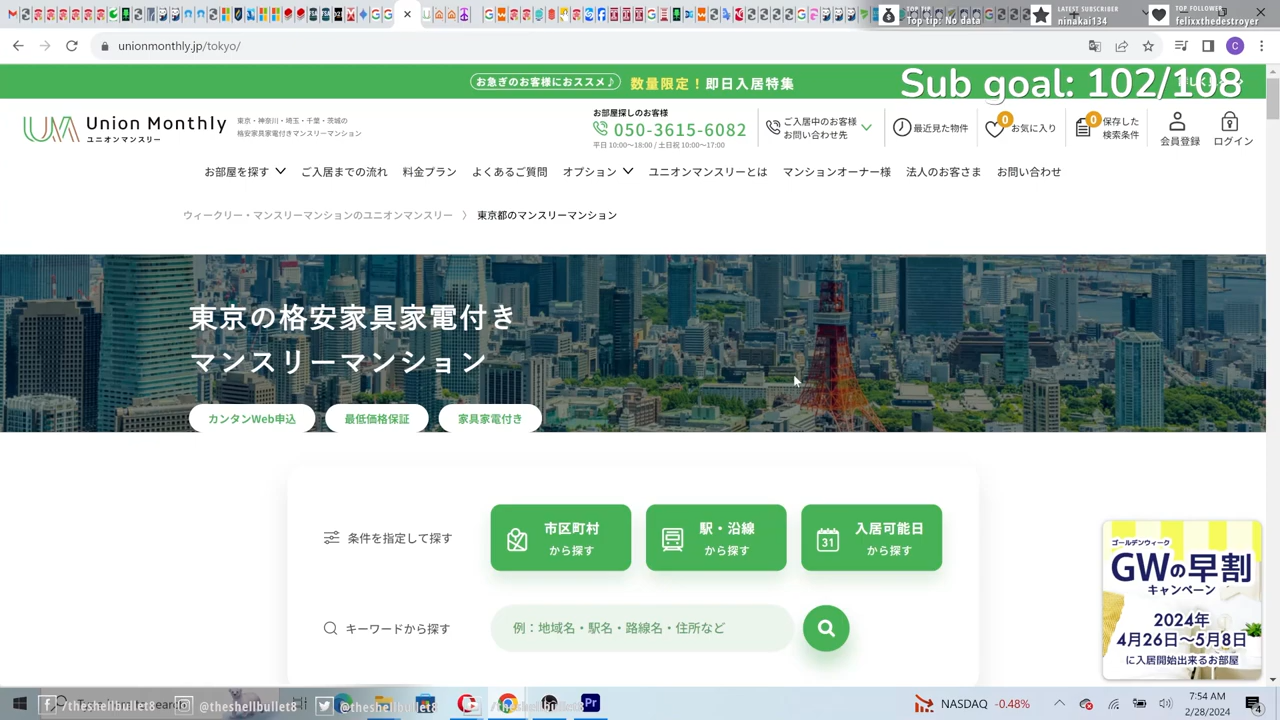 Top tip: No data
LATEST SUBSCRIBER
ninakai134
TOP FOLLOWER
felixxthedestroyer
unionmonthly.jp/tokyo/
C
お急ぎのお客様におススメ♪ 数量限定！即日入居特集
Sub goal: 102/108
Union Monthly
ユニオンマンスリー
東京・神奈川・埼玉・千葉・茨城の
格安家具家電付きマンスリーマンション
お部屋探しのお客様
050-3615-6082
平日 10:00～18:00 / 土日祝 10:00～17:00
ご入居中のお客様
お問い合わせ先
最近見た物件
0
お気に入り
0
保存した
検索条件
会員登録
ログイン
お部屋を探す ご入居までの流れ 料金プラン よくあるご質問 オプション ユニオンマンスリーとは マンションオーナー様 法人のお客さま お問い合わせ
ウィークリー・マンスリーマンションのユニオンマンスリー 〉 東京都のマンスリーマンション
東京の格安家具家電付き
マンスリーマンション
カンタンWeb申込 最低価格保証 家具家電付き
条件を指定して探す
市区町村
から探す
駅・沿線
から探す
31
入居可能日
から探す
キーワードから探す
例：地域名・駅名・路線名・住所など
ゴールデンウィーク
GWの早割
キャンペーン
2024年
4月26日～5月8日
に入居開始出来るお部屋
/theshellbullet8
@theshellbullet8
@theshellbullet8
/theshellbullet8
Pr
NASDAQ -0.48%
7:54 AM
2/28/2024
4